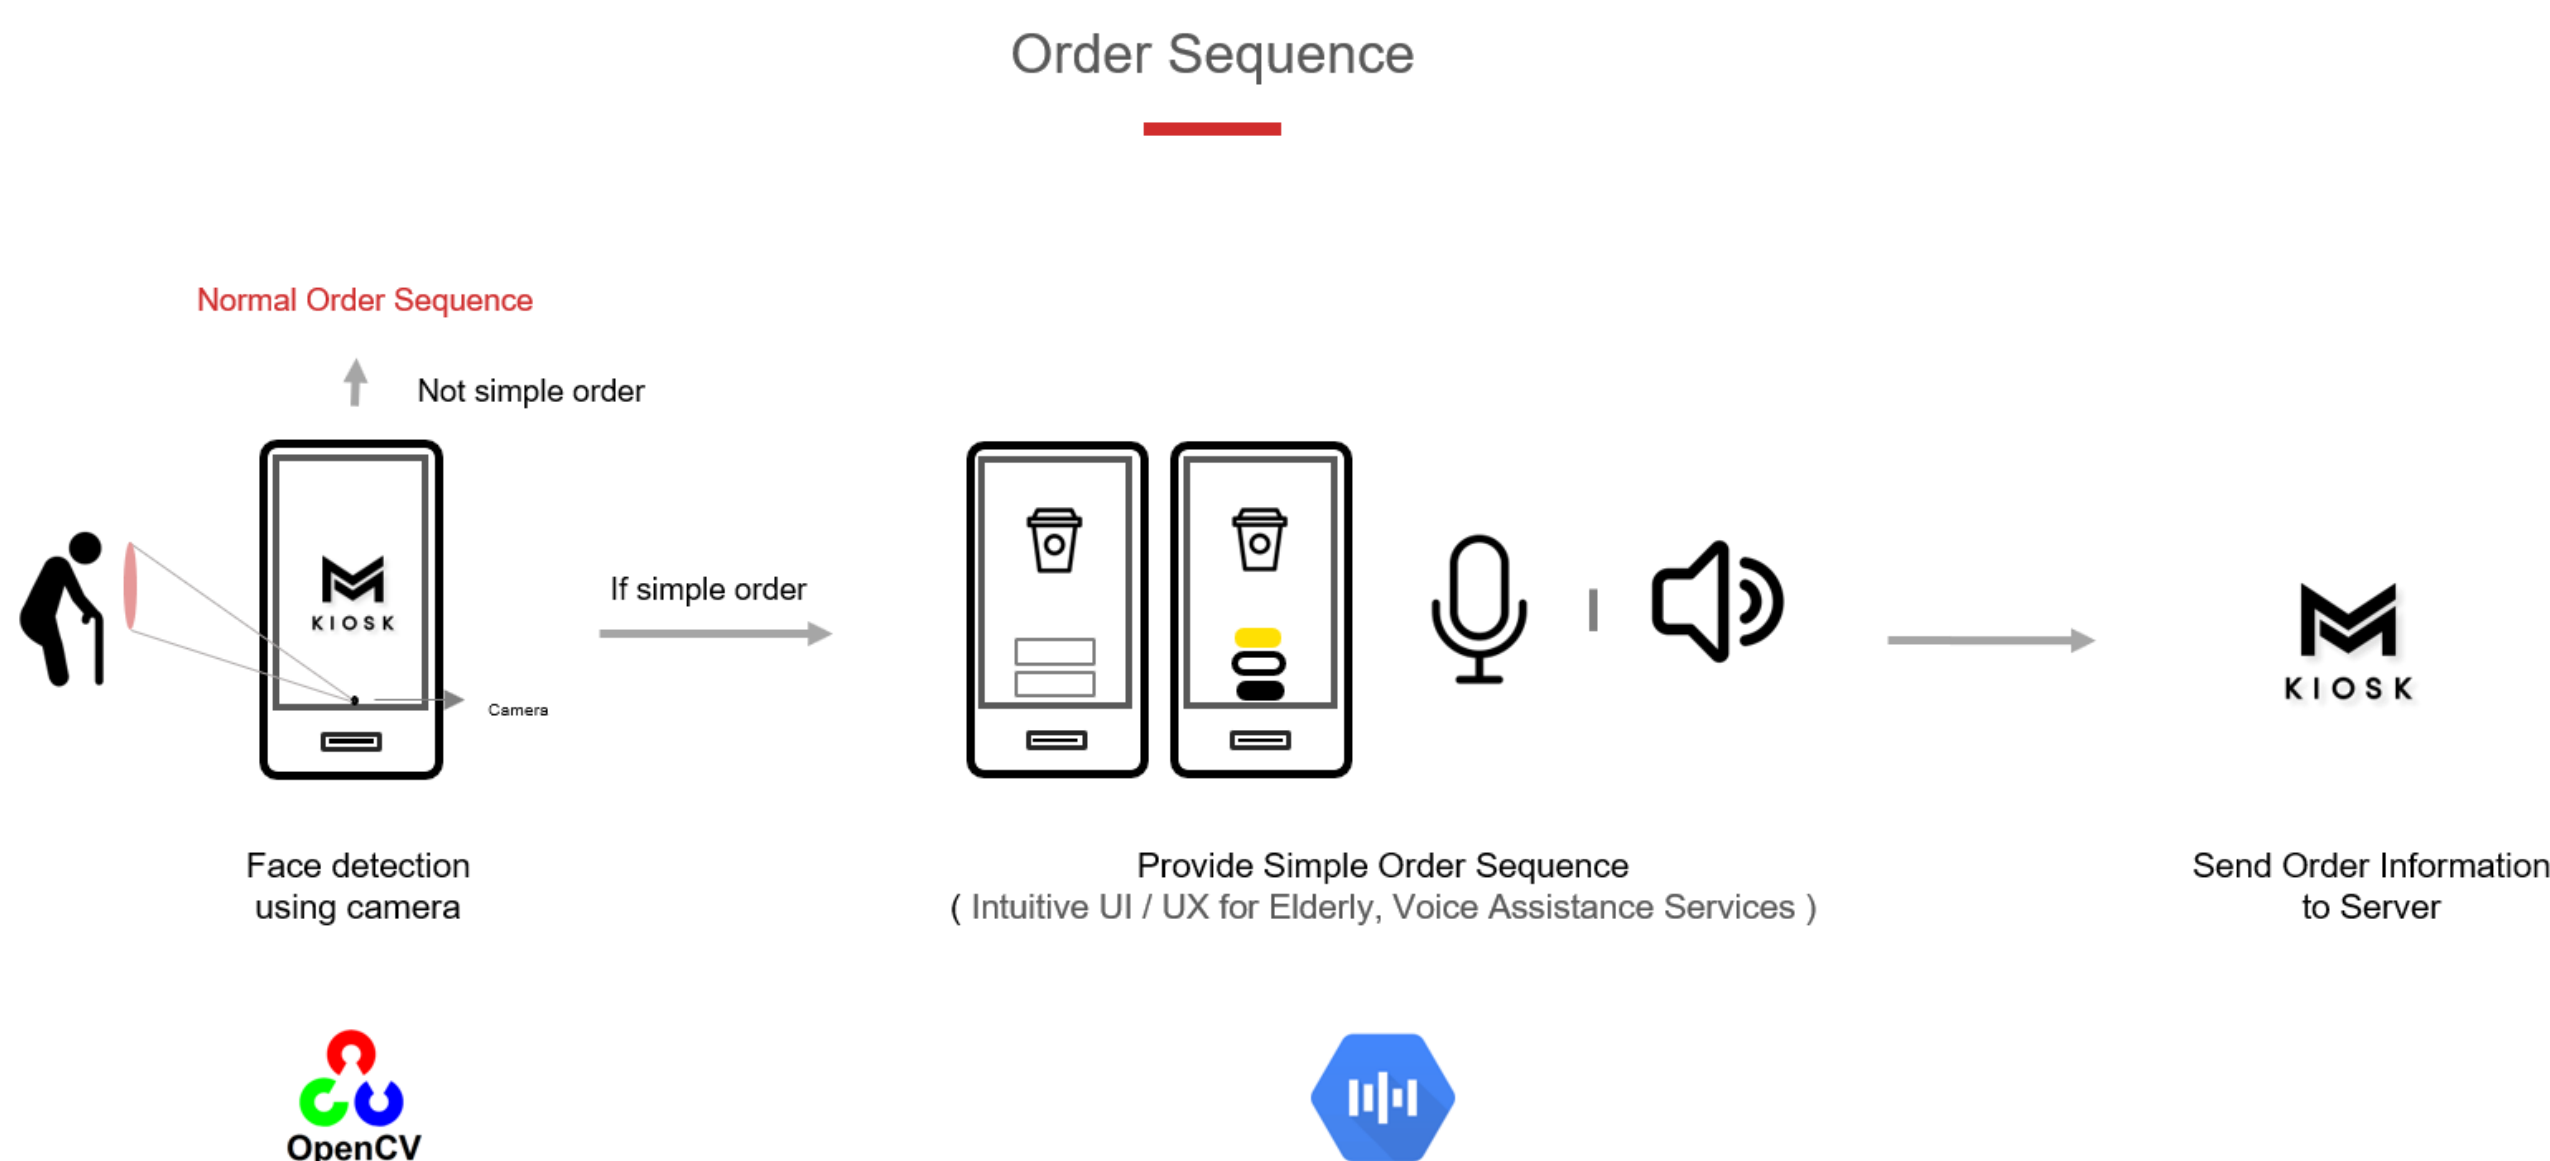 Order Sequence
Normal Order Sequence
Not simple order
KIOSK
If simple order
Camera
KIOSK
Face detection
using camera
Provide Simple Order Sequence
( Intuitive UI / UX for Elderly, Voice Assistance Services )
Send Order Information
to Server
OpenCV